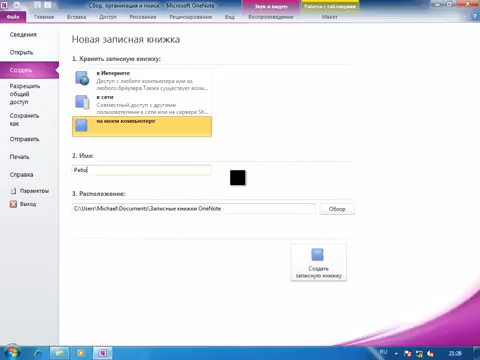 Сбор, организация и поиск - Microsoft OneNote
Звук и видео
Работа с таблицами
Файл
Главная
Вставка
Доступ
Рисование
Рецензирование
Вид
Воспроизведение
Макет
Сведения
Открыть
Создать
Разрешить
общий
доступ
Сохранить
как
Отправить
Печать
Справка
Параметры
Выход
Новая записная книжка
1. Хранить записную книжку:
в Интернете
Доступ с любого компьютера или из
любого браузера.Также существует возм...
в сети
Совместный доступ с другими
пользователями в сети или на сервере Sh...
на моем компьютере
2. Имя:
Рабо
3. Расположение:
C:\Users\Michael\Documents\Записные книжки OneNote
Обзор
Создать
записную книжку
RU
21:26